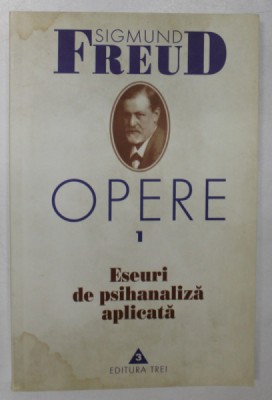 SIGMUND
FREUD
OPERE
1
Eseuri
de psihanaliză
aplicată
3
EDITURA TREI